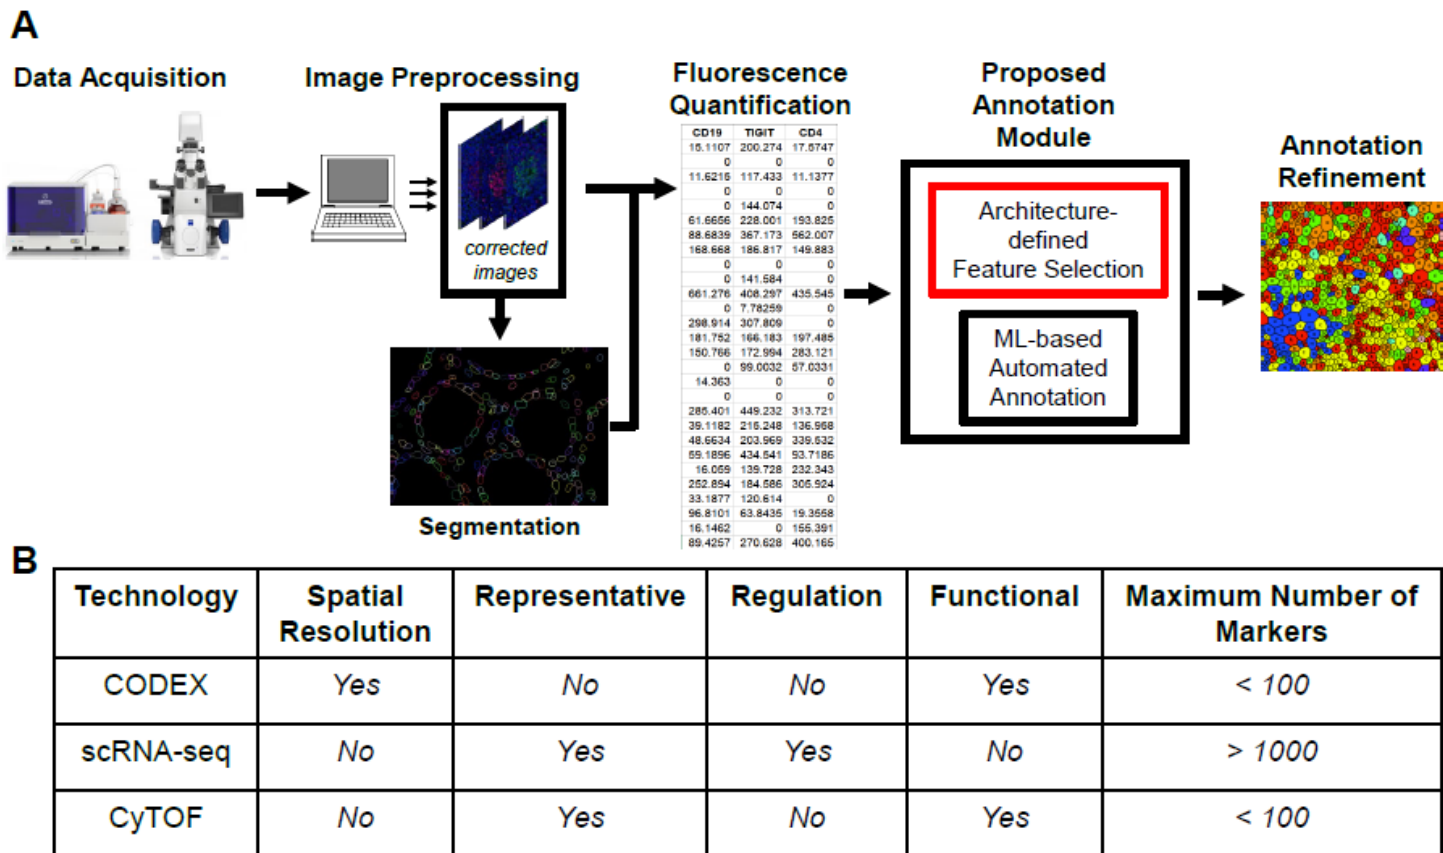 A
Data Acquisition
Image Preprocessing
corrected
images
Segmentation
Fluorescence
Quantification
CD19 TIGIT CD4
15.1107 200.274 17.5747
0 0 0
11.6215 117.433 11.1377
0 0 0
0 144.074 0
61.6656 228.001 193.825
88.6839 367.173 562.007
168.668 186.817 149.883
0 0 0
0 141.584 0
661.276 408.297 435.545
0 7.78259 0
298.914 307.809 0
181.752 166.183 197.485
150.766 172.994 283.121
0 99.0032 57.0331
14.363 0 0
0 0 0
285.401 449.232 313.721
39.1182 215.248 136.958
48.6634 203.969 339.532
59.1896 434.541 93.7186
16.059 139.728 232.343
252.894 184.586 305.924
33.1877 120.614 0
96.8101 63.8435 19.3558
16.1462 0 155.391
89.4257 270.628 400.165
Proposed
Annotation
Module
Architecture-
defined
Feature Selection
ML-based
Automated
Annotation
Annotation
Refinement
B
Technology Spatial Resolution Representative Regulation Functional Maximum Number of Markers
CODEX Yes No No Yes < 100
scRNA-seq No Yes Yes No > 1000
CyTOF No Yes No Yes < 100